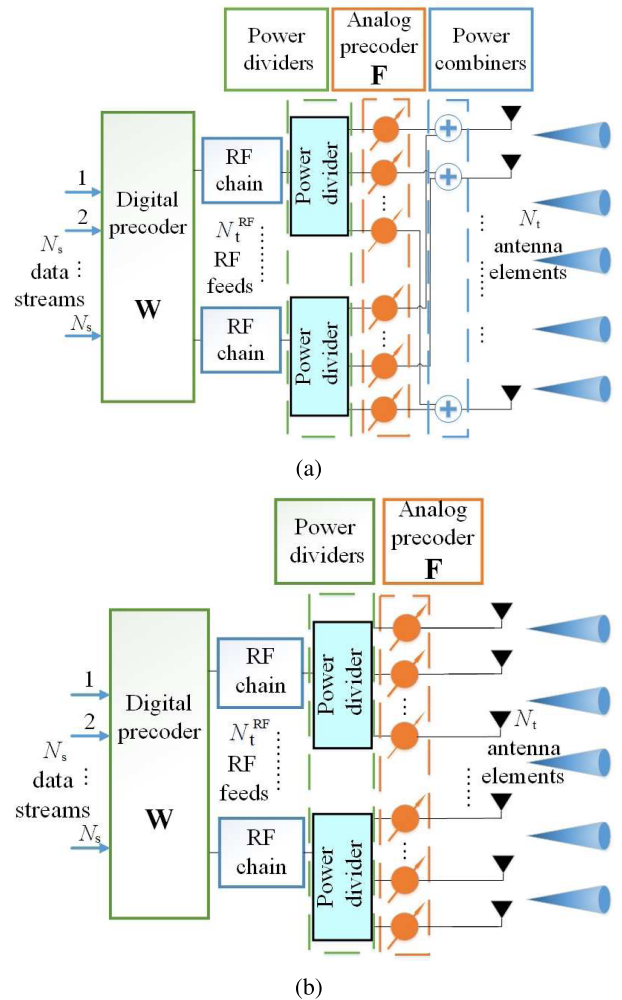 Power
dividers
Analog
precoder
F
Power
combiners
1
2
N_s
data
streams
N_s
Digital
precoder
W
RF
chain
N_t^RF
RF
feeds
RF
chain
Power
divider
Power
divider
N_t
antenna
elements
(a)
Power
dividers
Analog
precoder
F
1
2
N_s
data
streams
N_s
Digital
precoder
W
RF
chain
N_t^RF
RF
feeds
RF
chain
Power
divider
Power
divider
N_t
antenna
elements
(b)